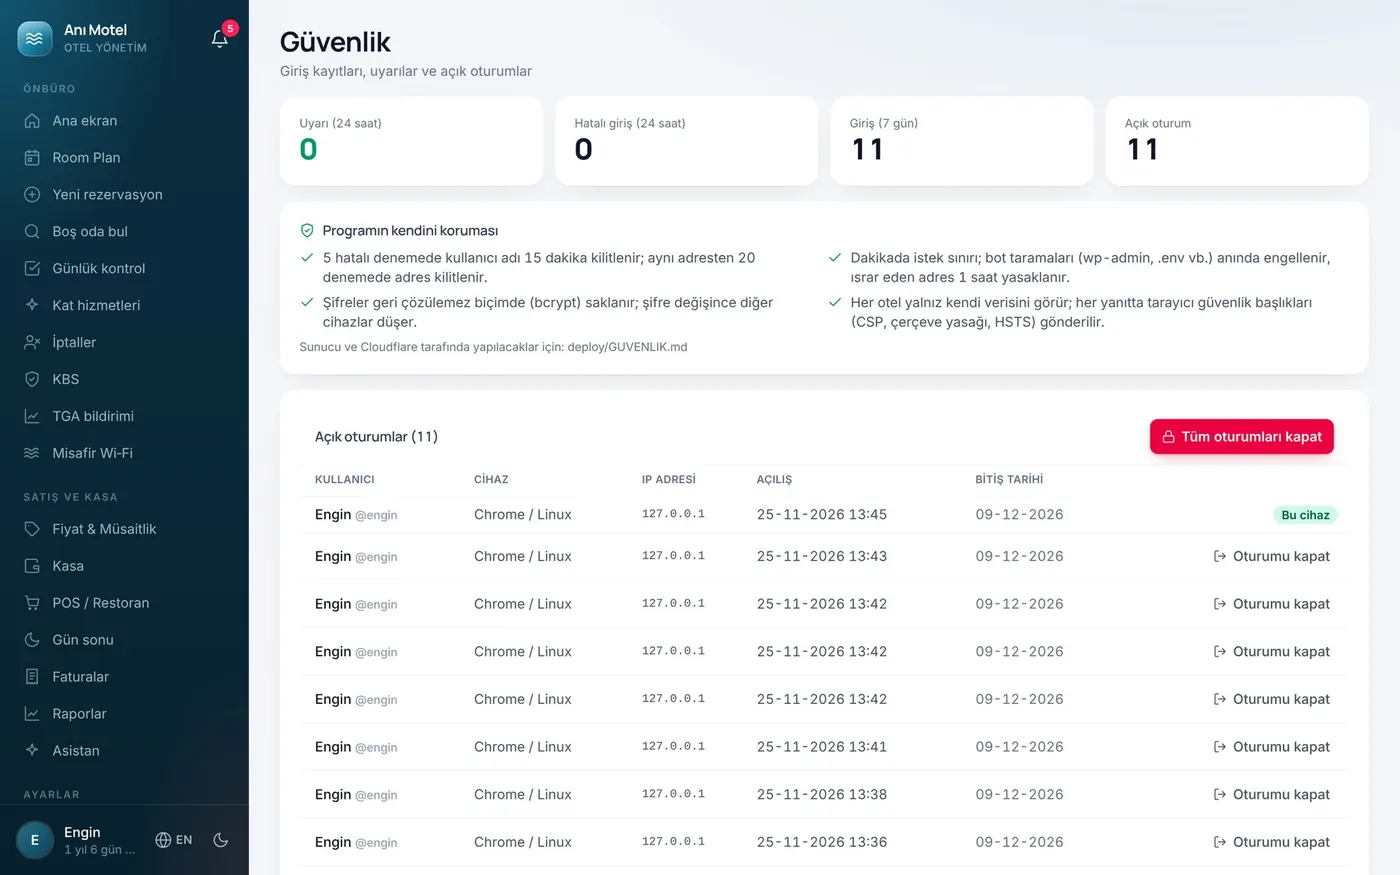 Anı Motel
OTEL YÖNETİM
5
ÖNBÜRO
Ana ekran
Room Plan
Yeni rezervasyon
Boş oda bul
Günlük kontrol
Kat hizmetleri
İptaller
KBS
TGA bildirimi
Misafir Wi-Fi
SATIŞ VE KASA
Fiyat & Müsaitlik
Kasa
POS / Restoran
Gün sonu
Faturalar
Raporlar
Asistan
AYARLAR
E
Engin
1 yıl 6 gün ...
EN
Güvenlik
Giriş kayıtları, uyarılar ve açık oturumlar
Uyarı (24 saat)
0
Hatalı giriş (24 saat)
0
Giriş (7 gün)
11
Açık oturum
11
Programın kendini koruması
5 hatalı denemede kullanıcı adı 15 dakika kilitlenir; aynı adresten 20
denemede adres kilitlenir.
Dakikada istek sınırı; bot taramaları (wp-admin, .env vb.) anında engellenir,
ısrar eden adres 1 saat yasaklanır.
Şifreler geri çözülemez biçimde (bcrypt) saklanır; şifre değişince diğer
cihazlar düşer.
Her otel yalnız kendi verisini görür; her yanıtta tarayıcı güvenlik başlıkları
(CSP, çerçeve yasağı, HSTS) gönderilir.
Sunucu ve Cloudflare tarafında yapılacaklar için: deploy/GUVENLIK.md
Açık oturumlar (11)
Tüm oturumları kapat
KULLANICI CİHAZ IP ADRESİ AÇILIŞ BİTİŞ TARİHİ
Engin @engin Chrome / Linux 127.0.0.1 25-11-2026 13:45 09-12-2026 Bu cihaz
Engin @engin Chrome / Linux 127.0.0.1 25-11-2026 13:43 09-12-2026 Oturumu kapat
Engin @engin Chrome / Linux 127.0.0.1 25-11-2026 13:42 09-12-2026 Oturumu kapat
Engin @engin Chrome / Linux 127.0.0.1 25-11-2026 13:42 09-12-2026 Oturumu kapat
Engin @engin Chrome / Linux 127.0.0.1 25-11-2026 13:42 09-12-2026 Oturumu kapat
Engin @engin Chrome / Linux 127.0.0.1 25-11-2026 13:41 09-12-2026 Oturumu kapat
Engin @engin Chrome / Linux 127.0.0.1 25-11-2026 13:38 09-12-2026 Oturumu kapat
Engin @engin Chrome / Linux 127.0.0.1 25-11-2026 13:36 09-12-2026 Oturumu kapat